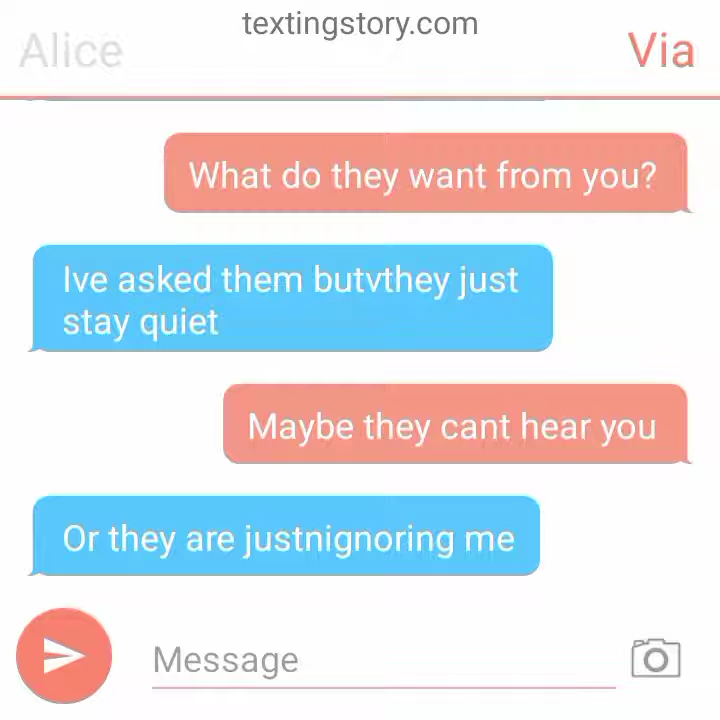 textingstory.com
Alice
Via
What do they want from you?
Ive asked them butvthey just
stay quiet
Maybe they cant hear you
Or they are justnignoring me
Message